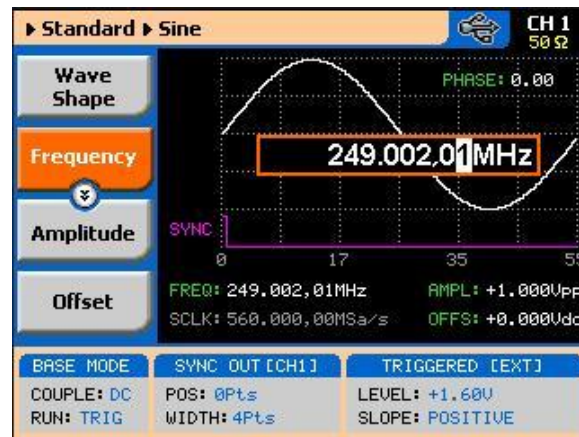 Standard Sine
CH 1
50 Ω
Wave
Shape
PHASE: 0.00
Frequency
249.002,01MHz
Amplitude
SYNC
0 17 35
Offset
FREQ: 249.002,01MHz AMPL: +1.000Vpp
SCLK: 560.000,00MSa/s OFFS: +0.000Vdc
BASE MODE SYNC OUT [CH1] TRIGGERED [EXT]
COUPLE: DC POS: 0Pts LEVEL: +1.60V
RUN: TRIG WIDTH: 4Pts SLOPE: POSITIVE